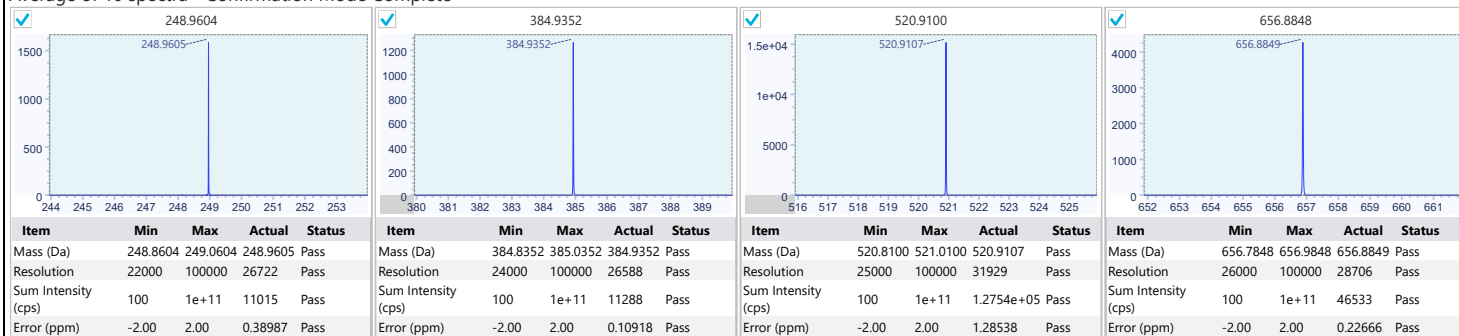 248.9604
248.9605
1500
1000
500
0
244 245 246 247 248 249 250 251 252 253
Item Min Max Actual Status
Mass (Da) 248.8604 249.0604 248.9605 Pass
Resolution 22000 100000 26722 Pass
Sum Intensity
(cps) 100 1e+11 11015 Pass
Error (ppm) -2.00 2.00 0.38987 Pass
384.9352
384.9352
1200
1000
800
600
400
200
0
380 381 382 383 384 385 386 387 388 389
Item Min Max Actual Status
Mass (Da) 384.8352 385.0352 384.9352 Pass
Resolution 24000 100000 26588 Pass
Sum Intensity
(cps) 100 1e+11 11288 Pass
Error (ppm) -2.00 2.00 0.10918 Pass
520.9100
520.9107
1.5e+04
1e+04
5000
0
516 517 518 519 520 521 522 523 524 525
Item Min Max Actual Status
Mass (Da) 520.8100 521.0100 520.9107 Pass
Resolution 25000 100000 31929 Pass
Sum Intensity
(cps) 100 1e+11 1.2754e+05 Pass
Error (ppm) -2.00 2.00 1.28538 Pass
656.8848
656.8849
4000
3000
2000
1000
0
652 653 654 655 656 657 658 659 660 661
Item Min Max Actual Status
Mass (Da) 656.7848 656.9848 656.8849 Pass
Resolution 26000 100000 28706 Pass
Sum Intensity
(cps) 100 1e+11 46533 Pass
Error (ppm) -2.00 2.00 0.22666 Pass